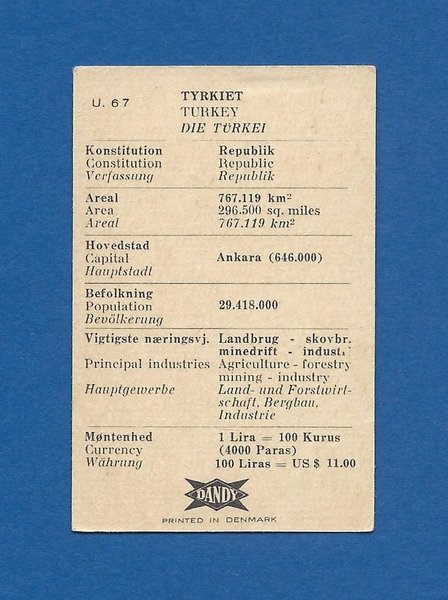 U. 67
TYRKIET
TURKEY
DIE TÜRKEI
Konstitution Republik
Constitution Republic
Verfassung Republik
Areal 767.119 km²
Area 296.500 sq. miles
Areal 767.119 km²
Hovedstad
Capital Ankara (646.000)
Hauptstadt
Befolkning
Population 29.418.000
Bevölkerung
Vigtigste næringsvj. Landbrug - skovbr.
minedrift - industri
Principal industries Agriculture - forestry
mining - industry
Hauptgewerbe Land- und Forstwirt-
schaft, Bergbau,
Industrie
Møntenhed 1 Lira = 100 Kurus
Currency (4000 Paras)
Währung 100 Liras = US $ 11.00
DANDY
PRINTED IN DENMARK